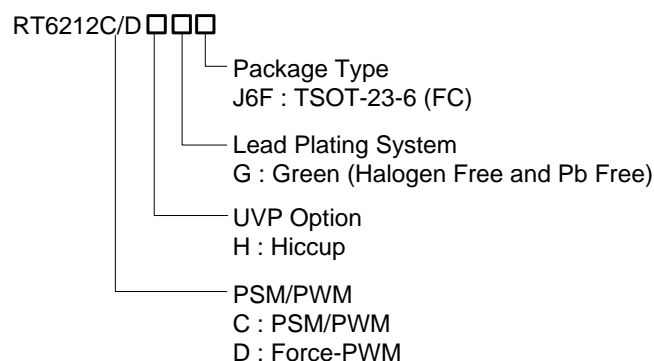 RT6212C/D
Package Type
J6F : TSOT-23-6 (FC)
Lead Plating System
G : Green (Halogen Free and Pb Free)
UVP Option
H : Hiccup
PSM/PWM
C : PSM/PWM
D : Force-PWM